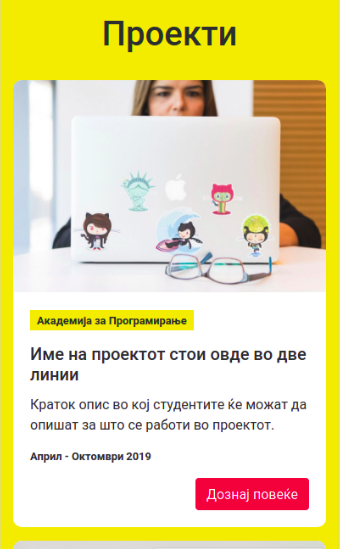 Проекти
Академија за Програмирање
Име на проектот стои овде во две
линии
Краток опис во кој студентите ќе можат да
опишат за што се работи во проектот.
Април - Октомври 2019
Дознај повеќе